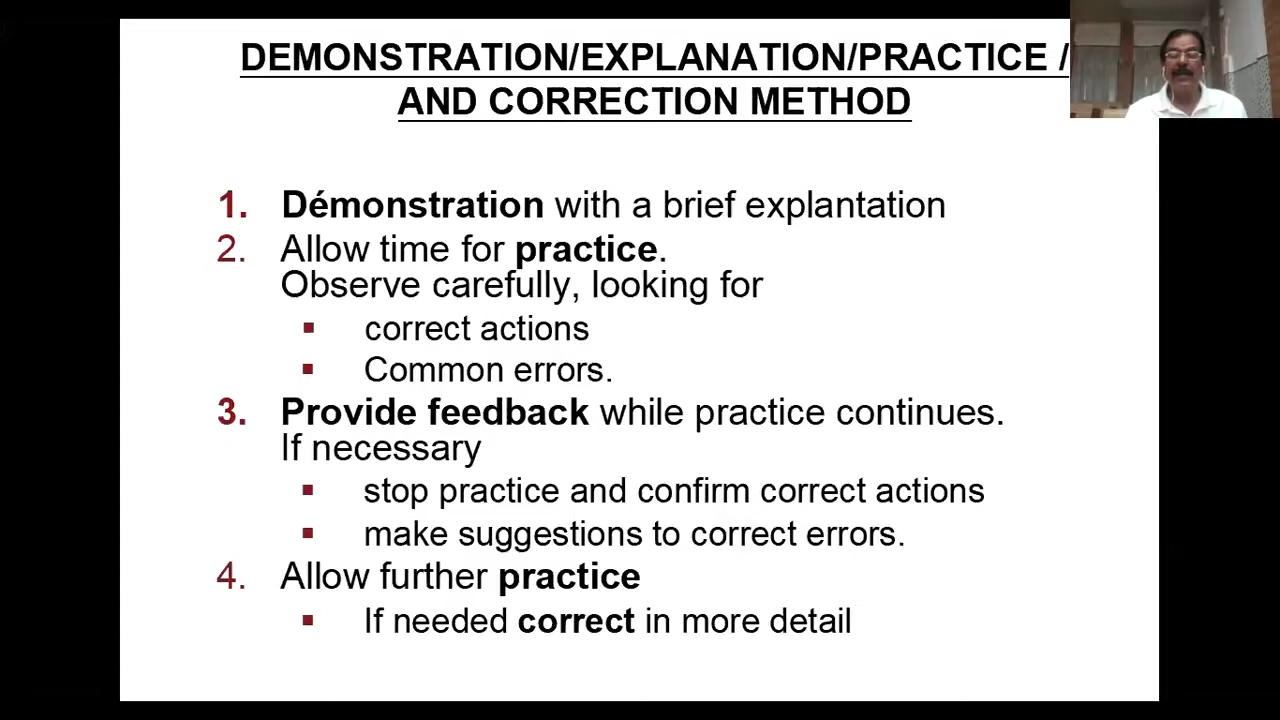 DEMONSTRATION/EXPLANATION/PRACTICE /
AND CORRECTION METHOD
1. Démonstration with a brief explantation
2. Allow time for practice.
Observe carefully, looking for
▪ correct actions
▪ Common errors.
3. Provide feedback while practice continues.
If necessary
▪ stop practice and confirm correct actions
▪ make suggestions to correct errors.
4. Allow further practice
▪ If needed correct in more detail